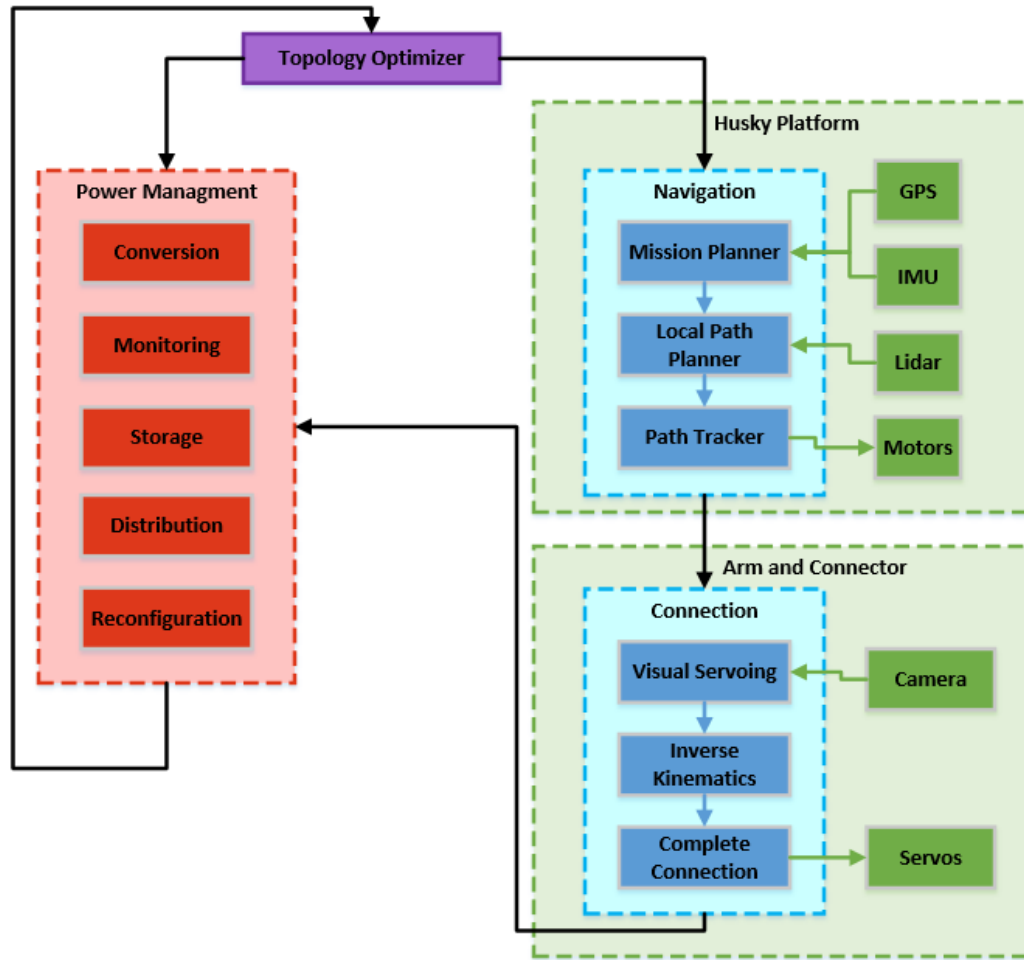 Topology Optimizer
Power Managment
Conversion
Monitoring
Storage
Distribution
Reconfiguration
Husky Platform
Navigation
Mission Planner
Local Path
Planner
Path Tracker
GPS
IMU
Lidar
Motors
Arm and Connector
Connection
Visual Servoing
Inverse
Kinematics
Complete
Connection
Camera
Servos